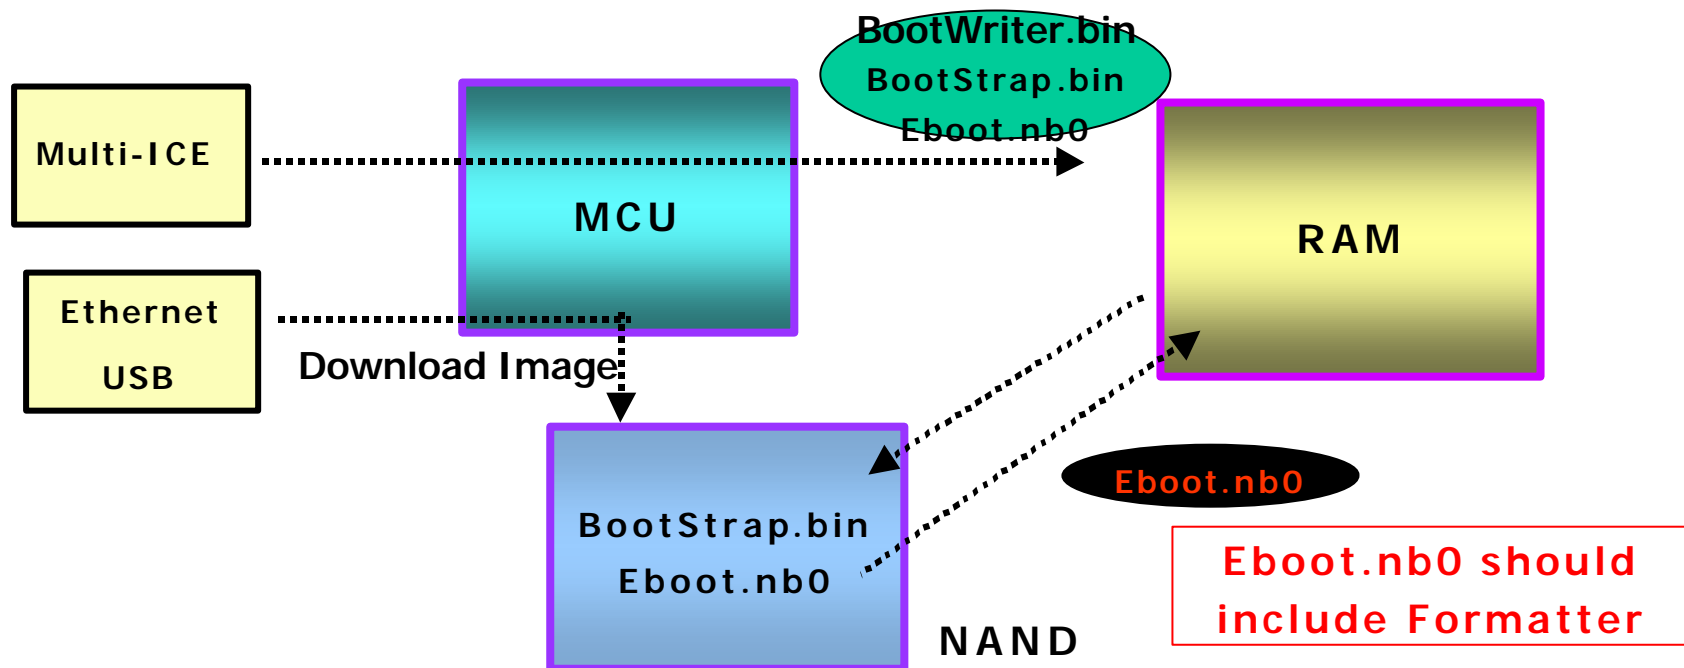 BootWriter.bin
BootStrap.bin
Eboot.nb0
Multi-ICE
MCU
RAM
Ethernet
USB
Download Image
Eboot.nb0
BootStrap.bin
Eboot.nb0
Eboot.nb0 should
include Formatter
NAND